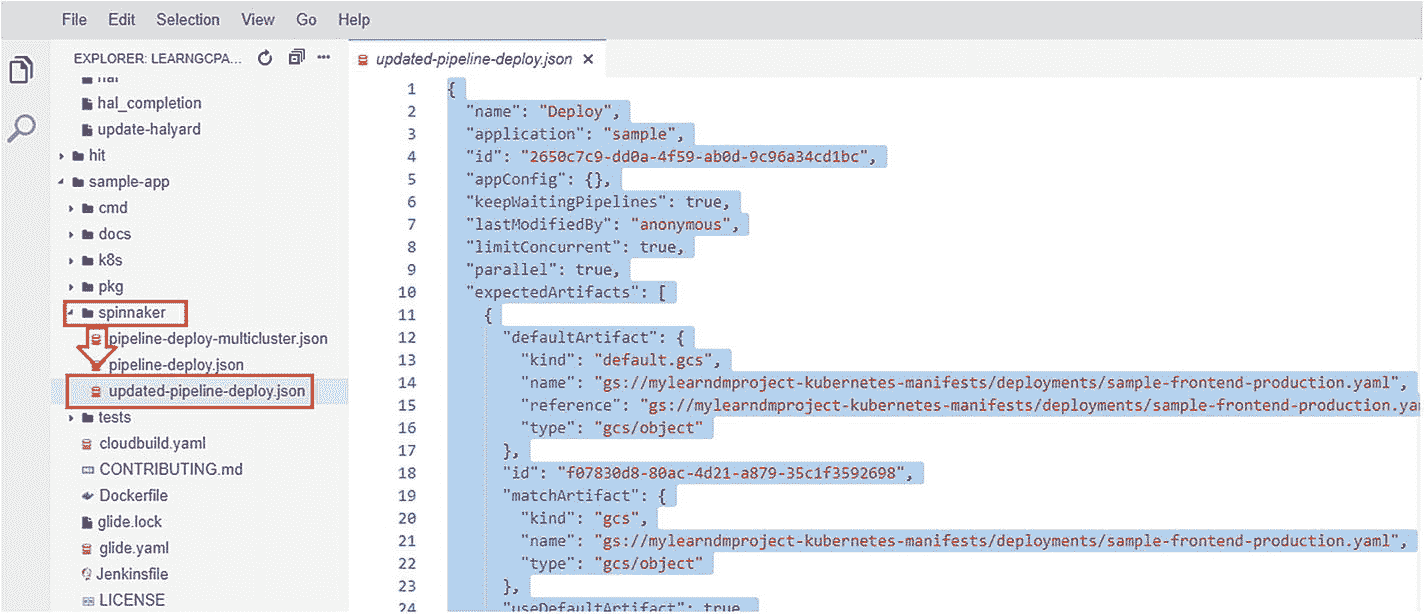 File Edit Selection View Go Help
EXPLORER: LEARNGCPA...
hal
hal_completion
update-halyard
hit
sample-app
cmd
docs
k8s
pkg
spinnaker
pipeline-deploy-multicluster.json
pipeline-deploy.json
updated-pipeline-deploy.json
tests
cloudbuild.yaml
CONTRIBUTING.md
Dockerfile
glide.lock
glide.yaml
Jenkinsfile
LICENSE
updated-pipeline-deploy.json
1 {
2 "name": "Deploy",
3 "application": "sample",
4 "id": "2650c7c9-dd0a-4f59-ab0d-9c96a34cd1bc",
5 "appConfig": {},
6 "keepWaitingPipelines": true,
7 "lastModifiedBy": "anonymous",
8 "limitConcurrent": true,
9 "parallel": true,
10 "expectedArtifacts": [
11 {
12 "defaultArtifact": {
13 "kind": "default.gcs",
14 "name": "gs://mylearndmproject-kubernetes-manifests/deployments/sample-frontend-production.yaml",
15 "reference": "gs://mylearndmproject-kubernetes-manifests/deployments/sample-frontend-production.ya
16 "type": "gcs/object"
17 },
18 "id": "f07830d8-80ac-4d21-a879-35c1f3592698",
19 "matchArtifact": {
20 "kind": "gcs",
21 "name": "gs://mylearndmproject-kubernetes-manifests/deployments/sample-frontend-production.yaml",
22 "type": "gcs/object"
23 },
24 "useDefaultArtifact": true